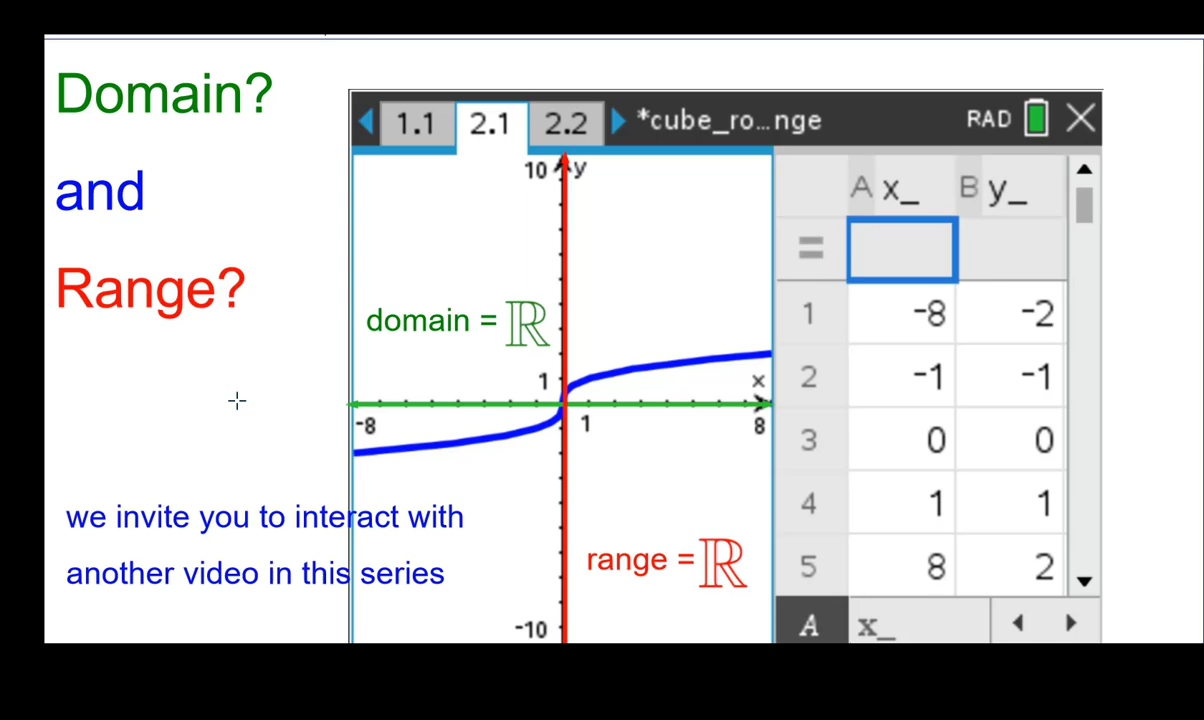 Domain?
and
Range?
we invite you to interact with
another video in this series
1.1 2.1 2.2 *cube_ro...nge RAD
10 y
domain = ℝ
1 x
-8 1 8
range = ℝ
-10
A x_ B y_
=
1 -8 -2
2 -1 -1
3 0 0
4 1 1
5 8 2
A x_